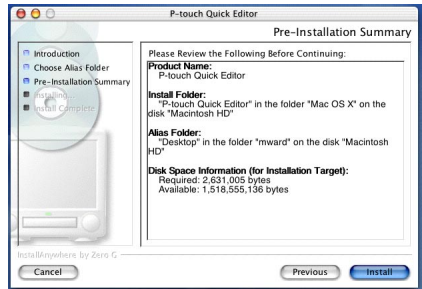 P-touch Quick Editor
Pre-Installation Summary
Introduction
Choose Alias Folder
Pre-Installation Summary
Installing...
Install Complete
Please Review the Following Before Continuing:
Product Name:
P-touch Quick Editor
Install Folder:
"P-touch Quick Editor" in the folder "Mac OS X" on the
disk "Macintosh HD"
Alias Folder:
"Desktop" in the folder "mward" on the disk "Macintosh
HD"
Disk Space Information (for Installation Target):
Required: 2,631,005 bytes
Available: 1,518,555,136 bytes
InstallAnywhere by Zero G
Cancel
Previous
Install